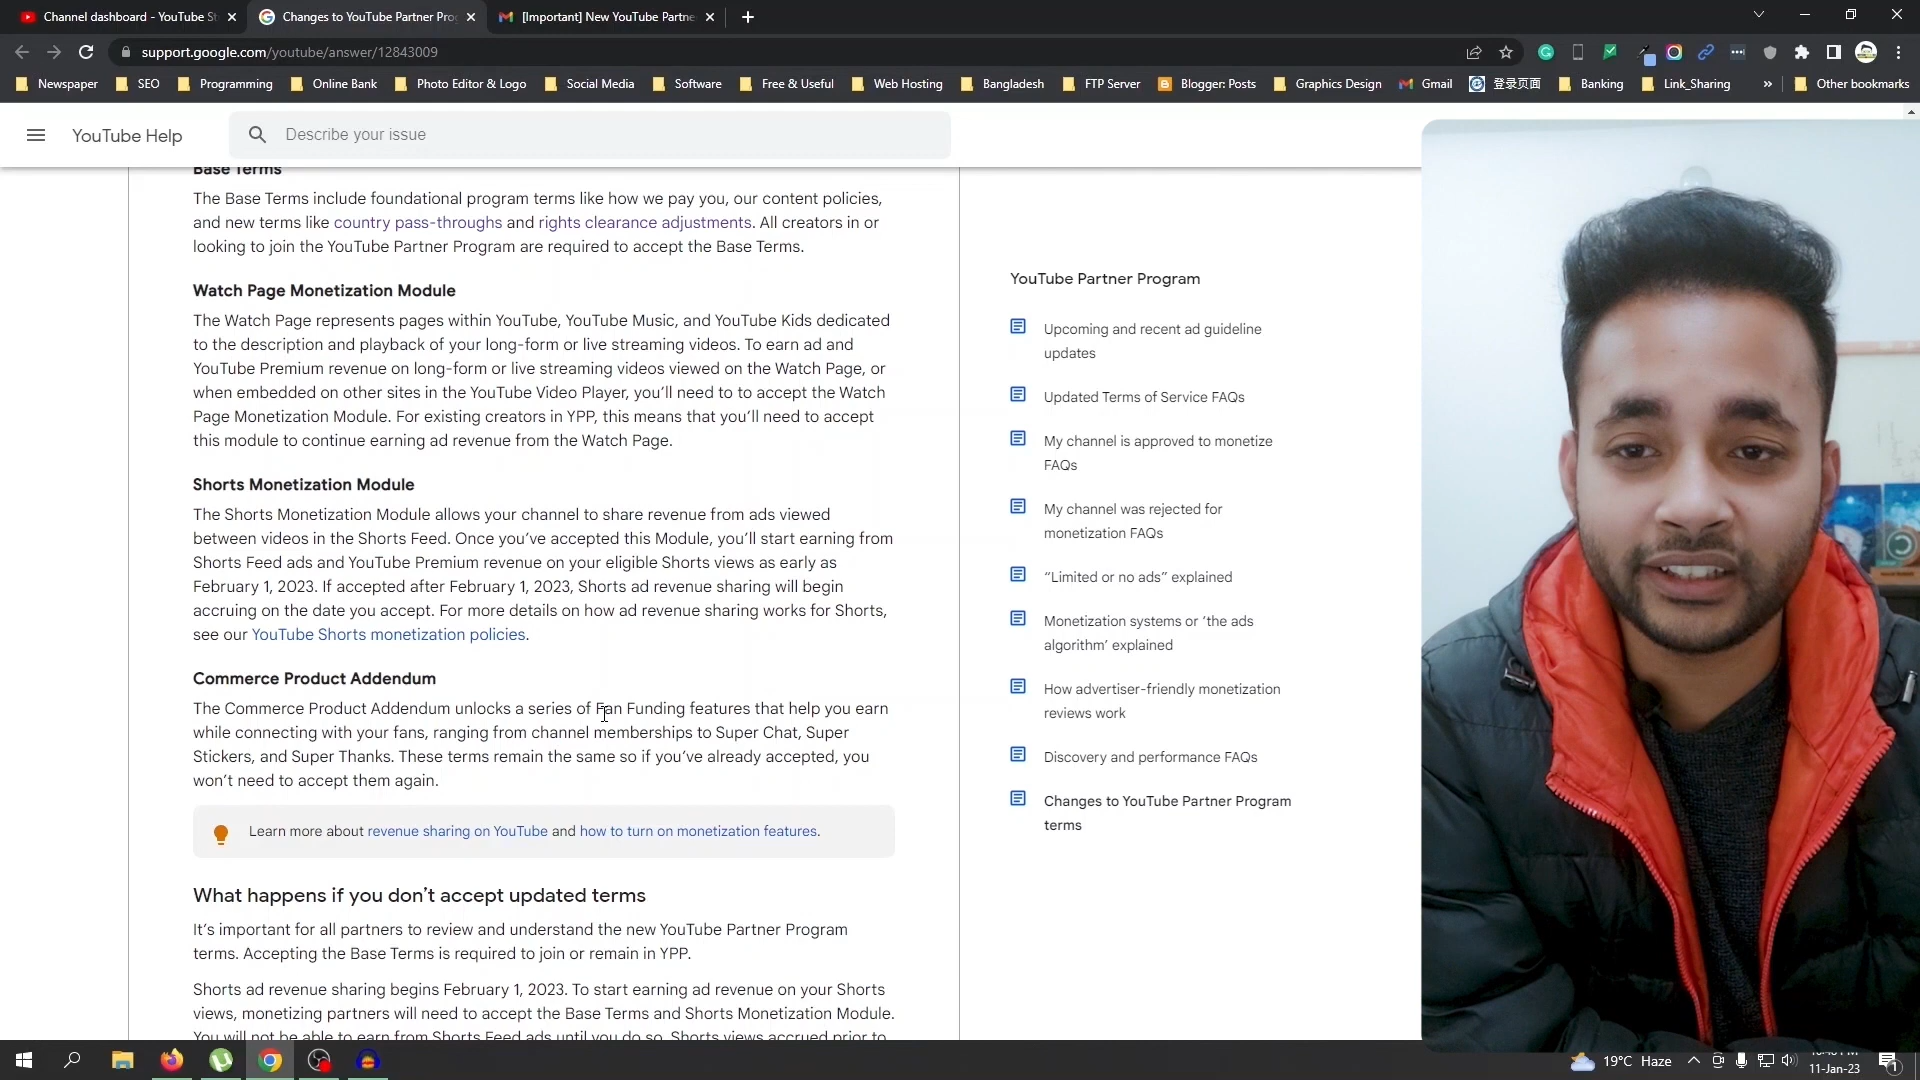 Channel dashboard - YouTube St
Changes to YouTube Partner Prog
[Important] New YouTube Partne
support.google.com/youtube/answer/12843009
Newspaper SEO Programming Online Bank Photo Editor & Logo Social Media Software Free & Useful Web Hosting Bangladesh FTP Server Blogger: Posts Graphics Design Gmail 登录页面 Banking Link_Sharing » Other bookmarks
YouTube Help
Describe your issue
Base Terms
The Base Terms include foundational program terms like how we pay you, our content policies,
and new terms like country pass-throughs and rights clearance adjustments. All creators in or
looking to join the YouTube Partner Program are required to accept the Base Terms.
Watch Page Monetization Module
The Watch Page represents pages within YouTube, YouTube Music, and YouTube Kids dedicated
to the description and playback of your long-form or live streaming videos. To earn ad and
YouTube Premium revenue on long-form or live streaming videos viewed on the Watch Page, or
when embedded on other sites in the YouTube Video Player, you’ll need to to accept the Watch
Page Monetization Module. For existing creators in YPP, this means that you’ll need to accept
this module to continue earning ad revenue from the Watch Page.
Shorts Monetization Module
The Shorts Monetization Module allows your channel to share revenue from ads viewed
between videos in the Shorts Feed. Once you’ve accepted this Module, you’ll start earning from
Shorts Feed ads and YouTube Premium revenue on your eligible Shorts views as early as
February 1, 2023. If accepted after February 1, 2023, Shorts ad revenue sharing will begin
accruing on the date you accept. For more details on how ad revenue sharing works for Shorts,
see our YouTube Shorts monetization policies.
Commerce Product Addendum
The Commerce Product Addendum unlocks a series of Fan Funding features that help you earn
while connecting with your fans, ranging from channel memberships to Super Chat, Super
Stickers, and Super Thanks. These terms remain the same so if you’ve already accepted, you
won’t need to accept them again.
Learn more about revenue sharing on YouTube and how to turn on monetization features.
What happens if you don’t accept updated terms
It’s important for all partners to review and understand the new YouTube Partner Program
terms. Accepting the Base Terms is required to join or remain in YPP.
Shorts ad revenue sharing begins February 1, 2023. To start earning ad revenue on your Shorts
views, monetizing partners will need to accept the Base Terms and Shorts Monetization Module.
You will not be able to earn from Shorts Feed ads until you do so. Shorts views accrued prior to
YouTube Partner Program
Upcoming and recent ad guideline
updates
Updated Terms of Service FAQs
My channel is approved to monetize
FAQs
My channel was rejected for
monetization FAQs
“Limited or no ads” explained
Monetization systems or ‘the ads
algorithm’ explained
How advertiser-friendly monetization
reviews work
Discovery and performance FAQs
Changes to YouTube Partner Program
terms
19°C Haze
11-Jan-23
1